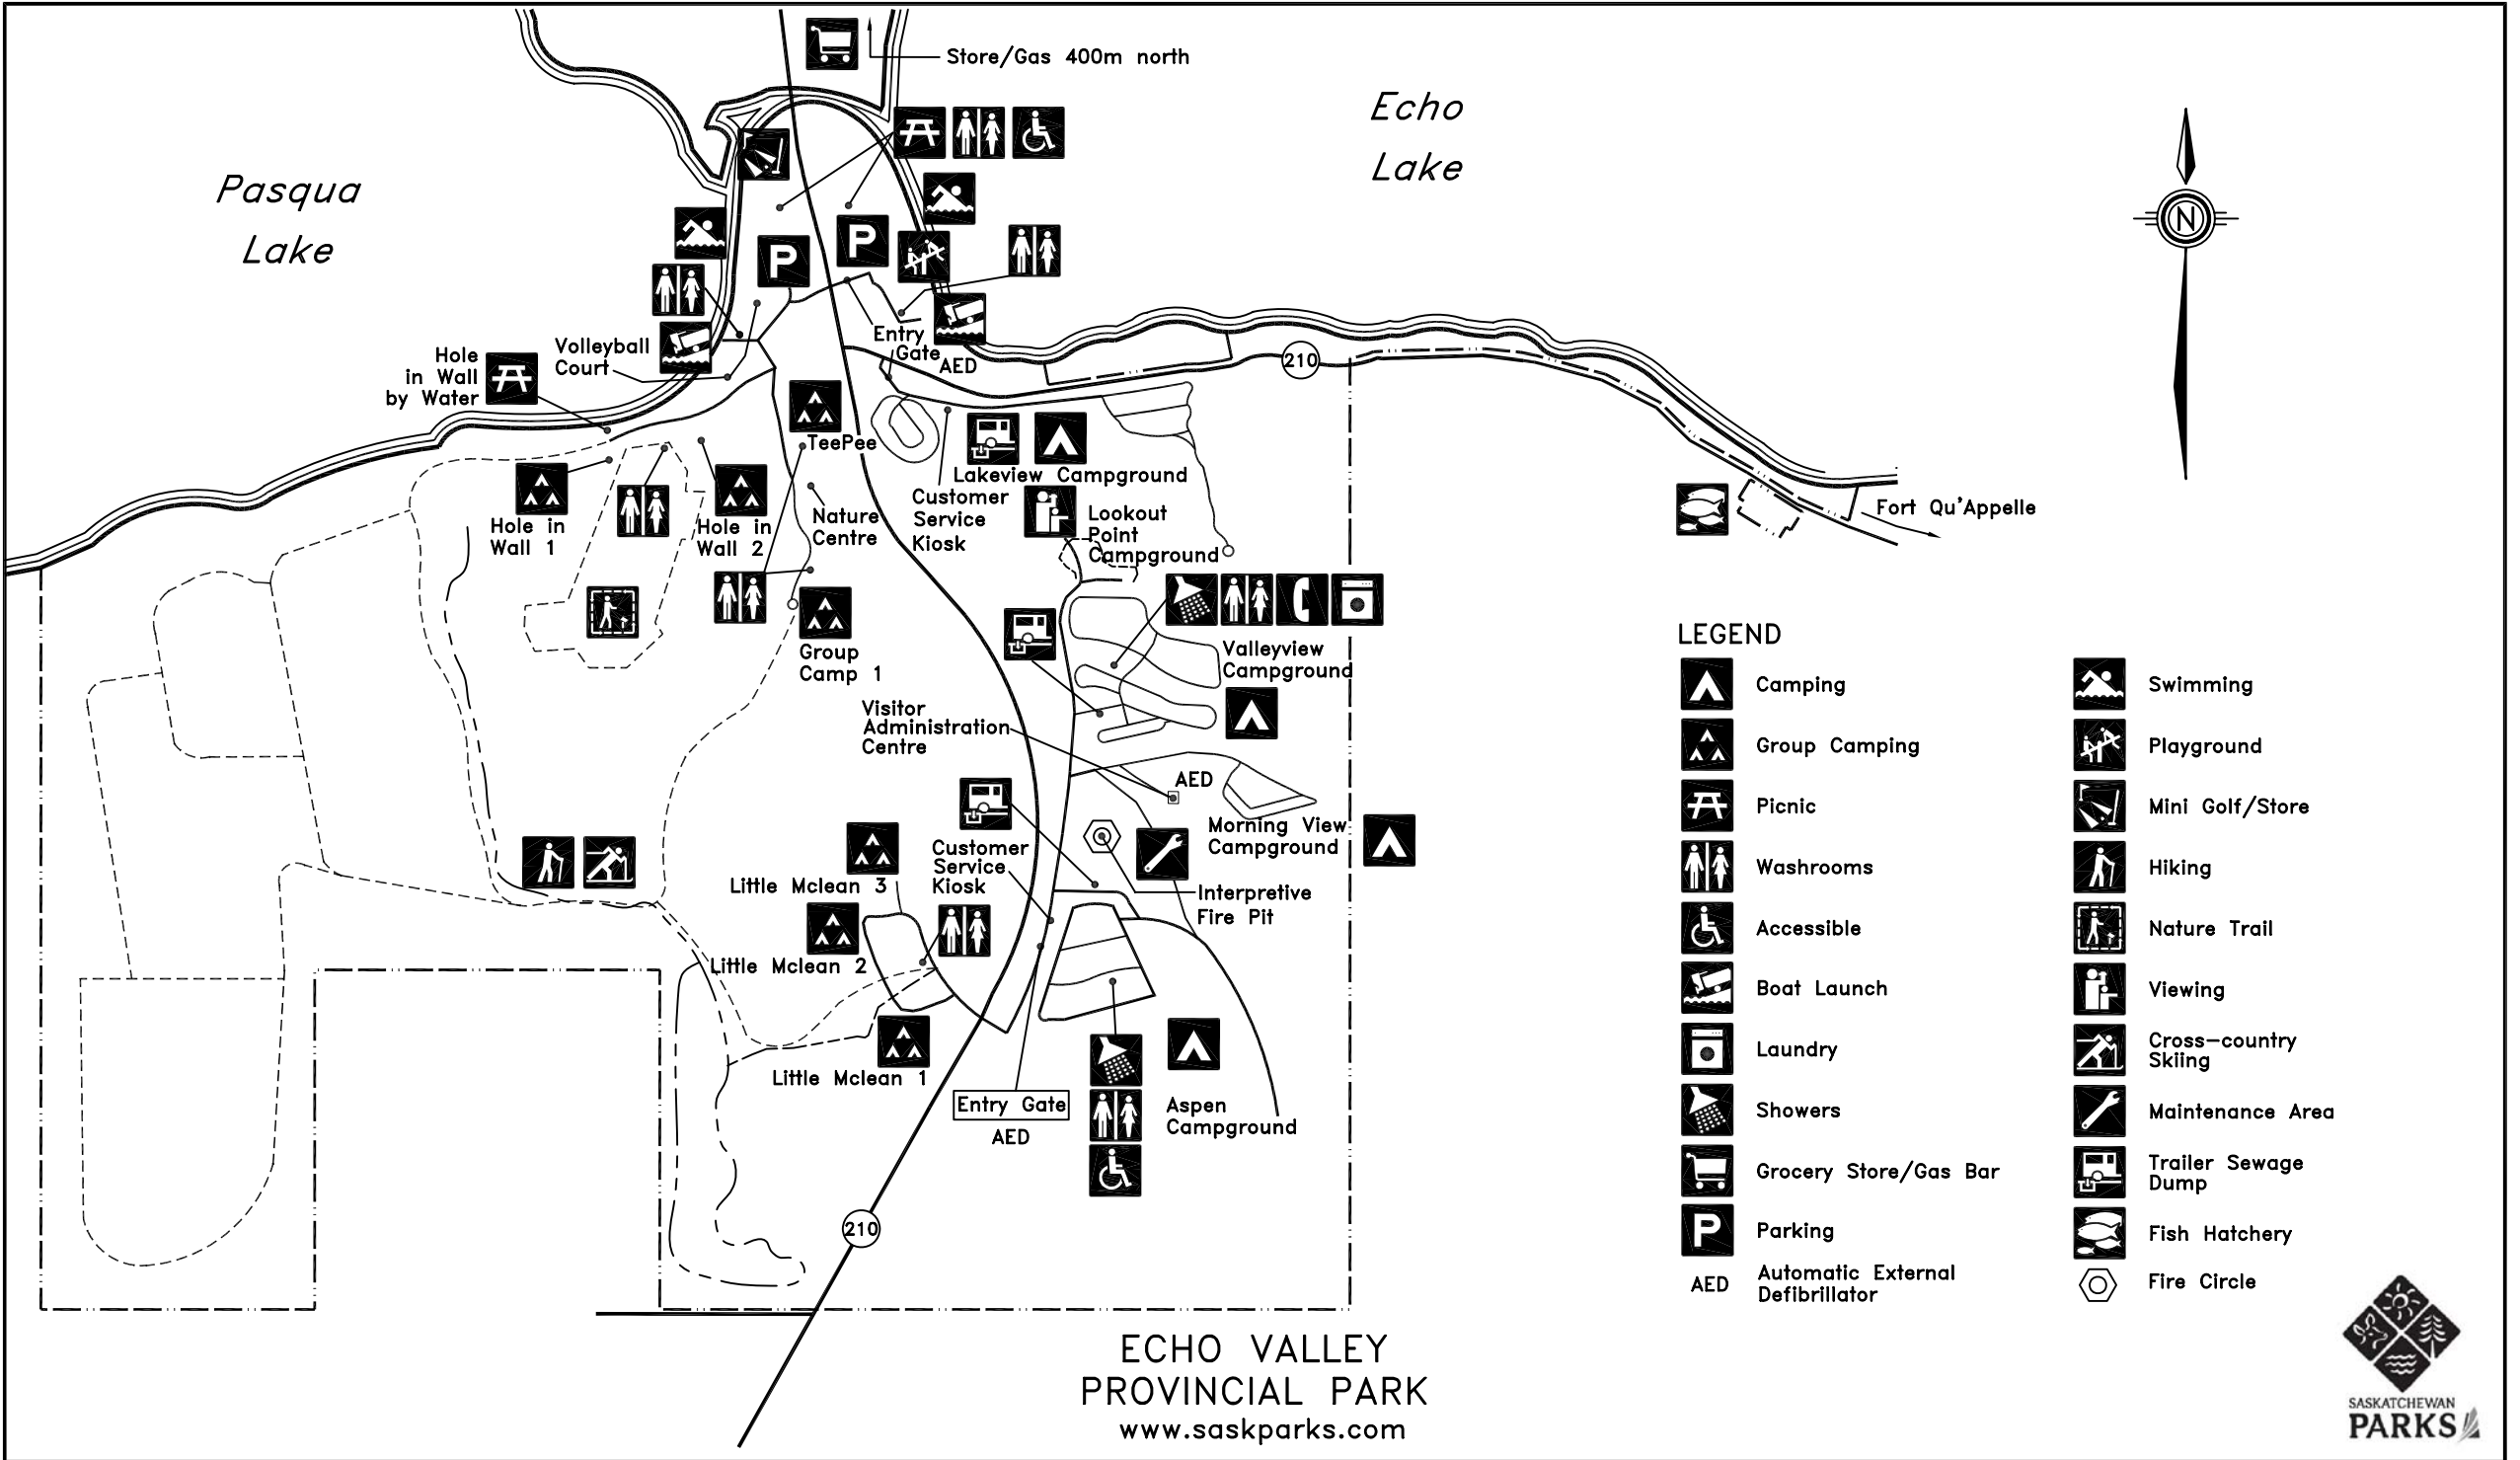 Store/Gas 400m north
Echo
Lake
Pasqua
Lake
N
P
P
Entry
Gate
AED
Volleyball
Court
Hole
in Wall
by Water
210
TeePee
Lakeview Campground
Customer
Service
Kiosk
Lookout
Point
Campground
Fort Qu'Appelle
Hole in
Wall 1
Hole in
Wall 2
Nature
Centre
Group
Camp 1
Valleyview
Campground
Visitor
Administration
Centre
AED
Morning View
Campground
Customer
Service
Kiosk
Little Mclean 3
Interpretive
Fire Pit
Little Mclean 2
Little Mclean 1
Entry Gate
AED
Aspen
Campground
210
LEGEND
Camping
Group Camping
Picnic
Washrooms
Accessible
Boat Launch
Laundry
Showers
Grocery Store/Gas Bar
P
Parking
AED
Automatic External
Defibrillator
Swimming
Playground
Mini Golf/Store
Hiking
Nature Trail
Viewing
Cross-country
Skiing
Maintenance Area
Trailer Sewage
Dump
Fish Hatchery
Fire Circle
ECHO VALLEY
PROVINCIAL PARK
www.saskparks.com
SASKATCHEWAN
PARKS